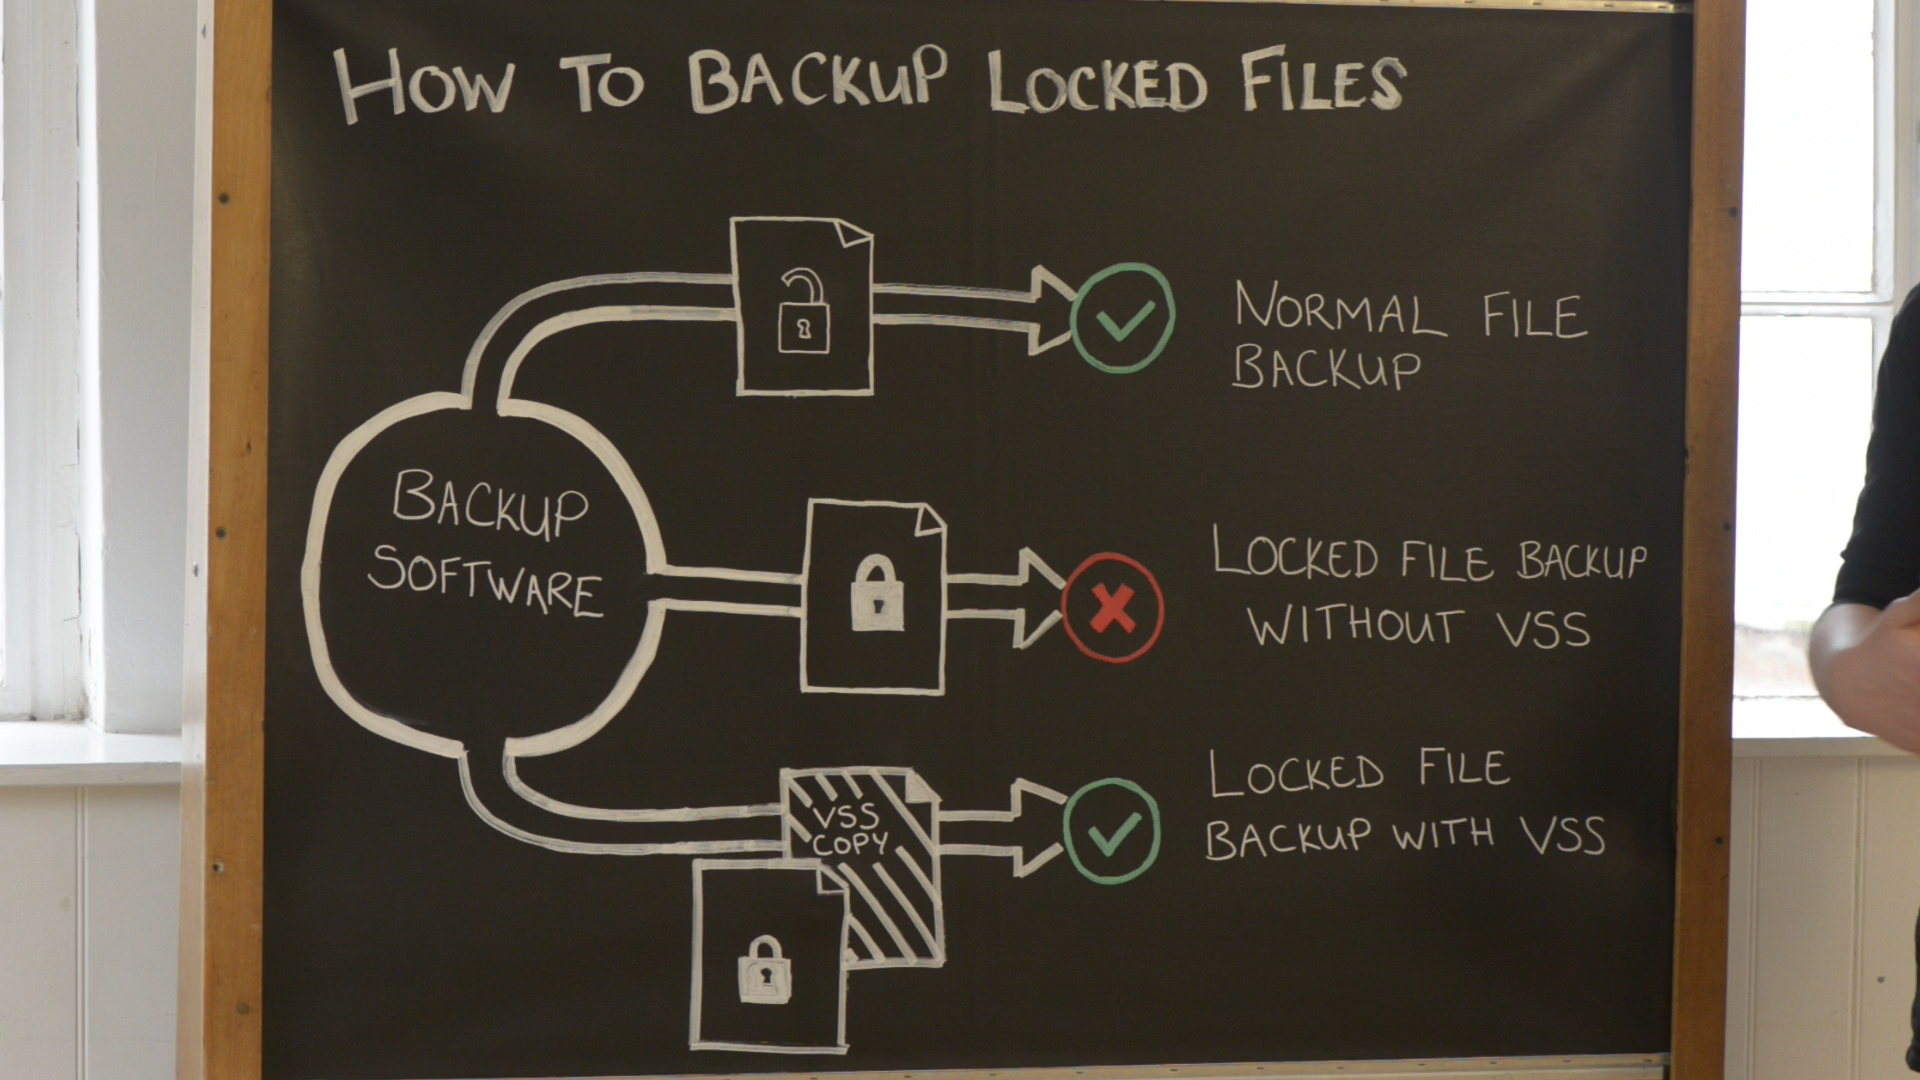 HOW TO BACKUP LOCKED FILES
NORMAL FILE
BACKUP
BACKUP
SOFTWARE
LOCKED FILE BACKUP
WITHOUT VSS
VSS
COPY
LOCKED FILE
BACKUP WITH VSS